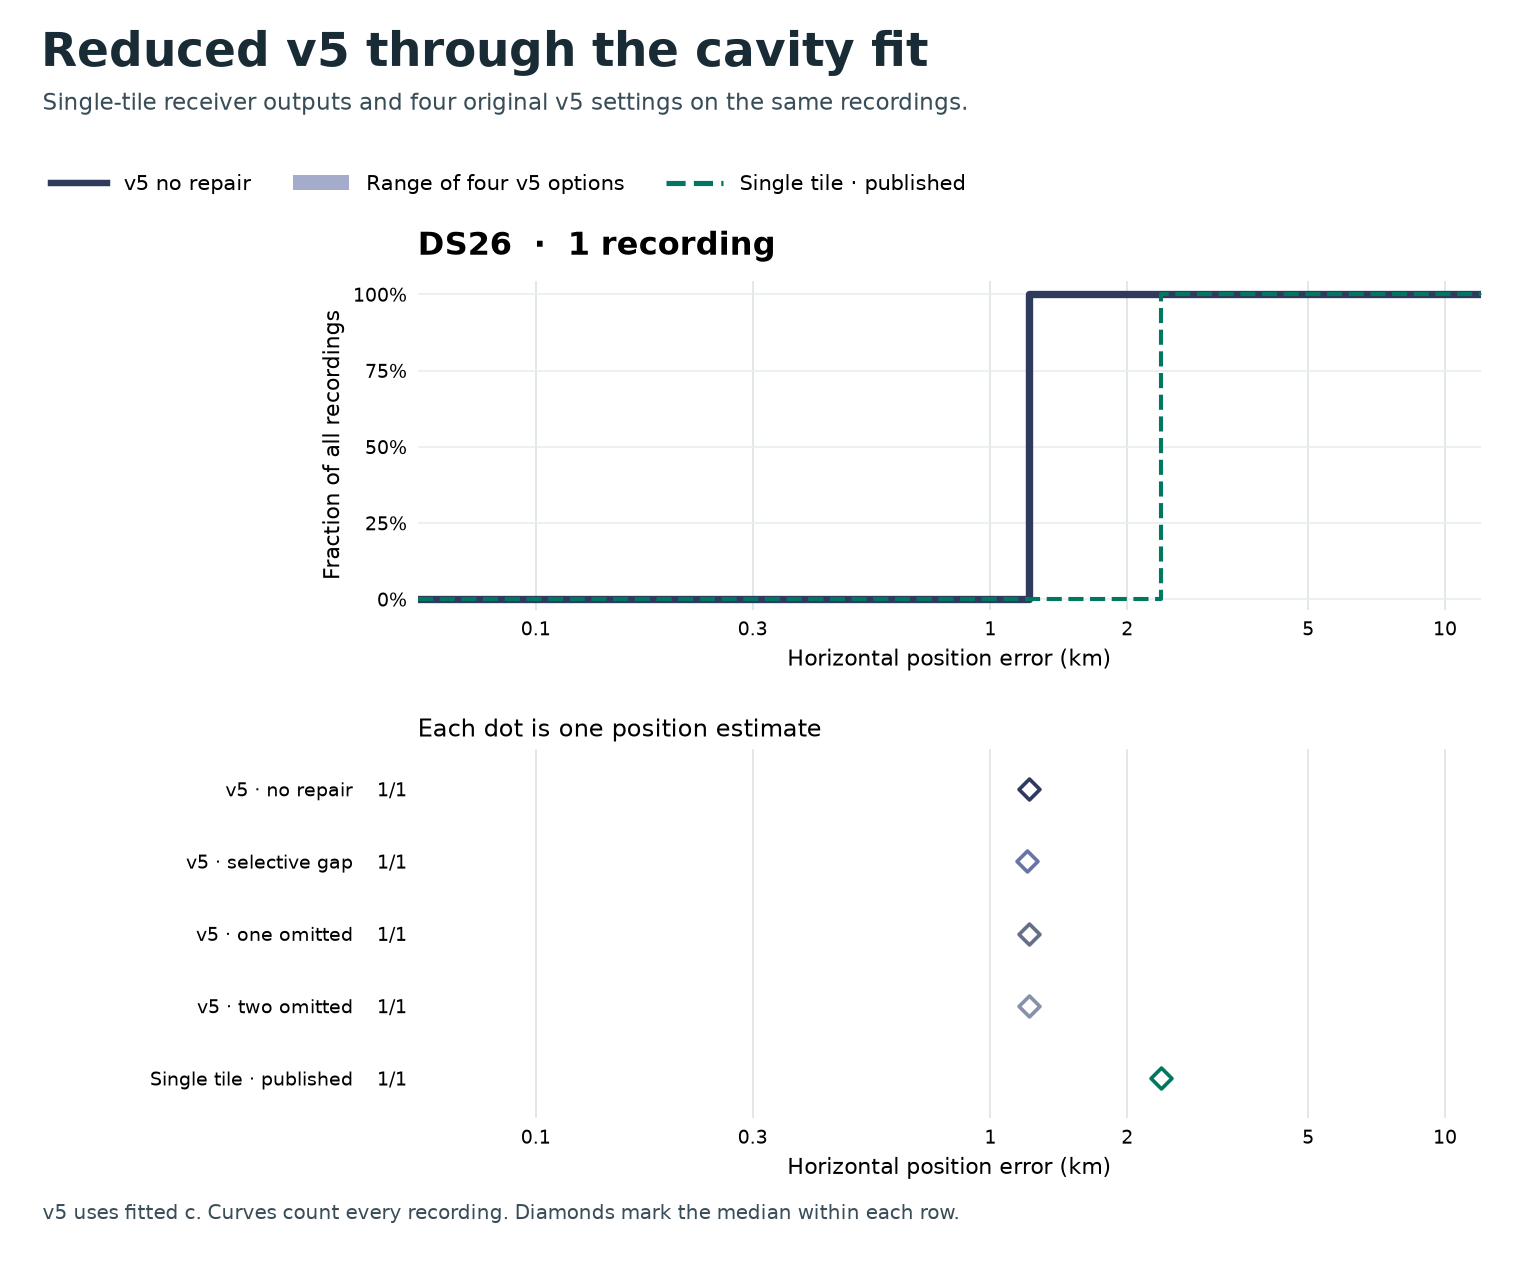 Reduced v5 through the cavity fit
Single-tile receiver outputs and four original v5 settings on the same recordings.
v5 no repair
Range of four v5 options
Single tile · published
DS26 · 1 recording
100%
75%
50%
25%
0%
Fraction of all recordings
0.1 0.3 1 2 5 10
Horizontal position error (km)
Each dot is one position estimate
v5 · no repair 1/1
v5 · selective gap 1/1
v5 · one omitted 1/1
v5 · two omitted 1/1
Single tile · published 1/1
0.1 0.3 1 2 5 10
Horizontal position error (km)
v5 uses fitted c. Curves count every recording. Diamonds mark the median within each row.